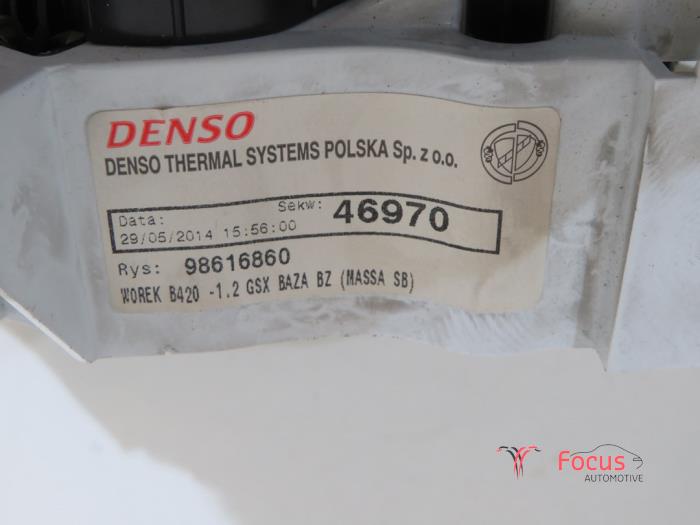 DENSO
DENSO THERMAL SYSTEMS POLSKA Sp. z o.o.
Data: Sekw: 46970
29/05/2014 15:56:00
Rys: 98616860
WOREK B420 -1.2 GSX BAZA BZ (MASSA SB)
Focus
AUTOMOTIVE